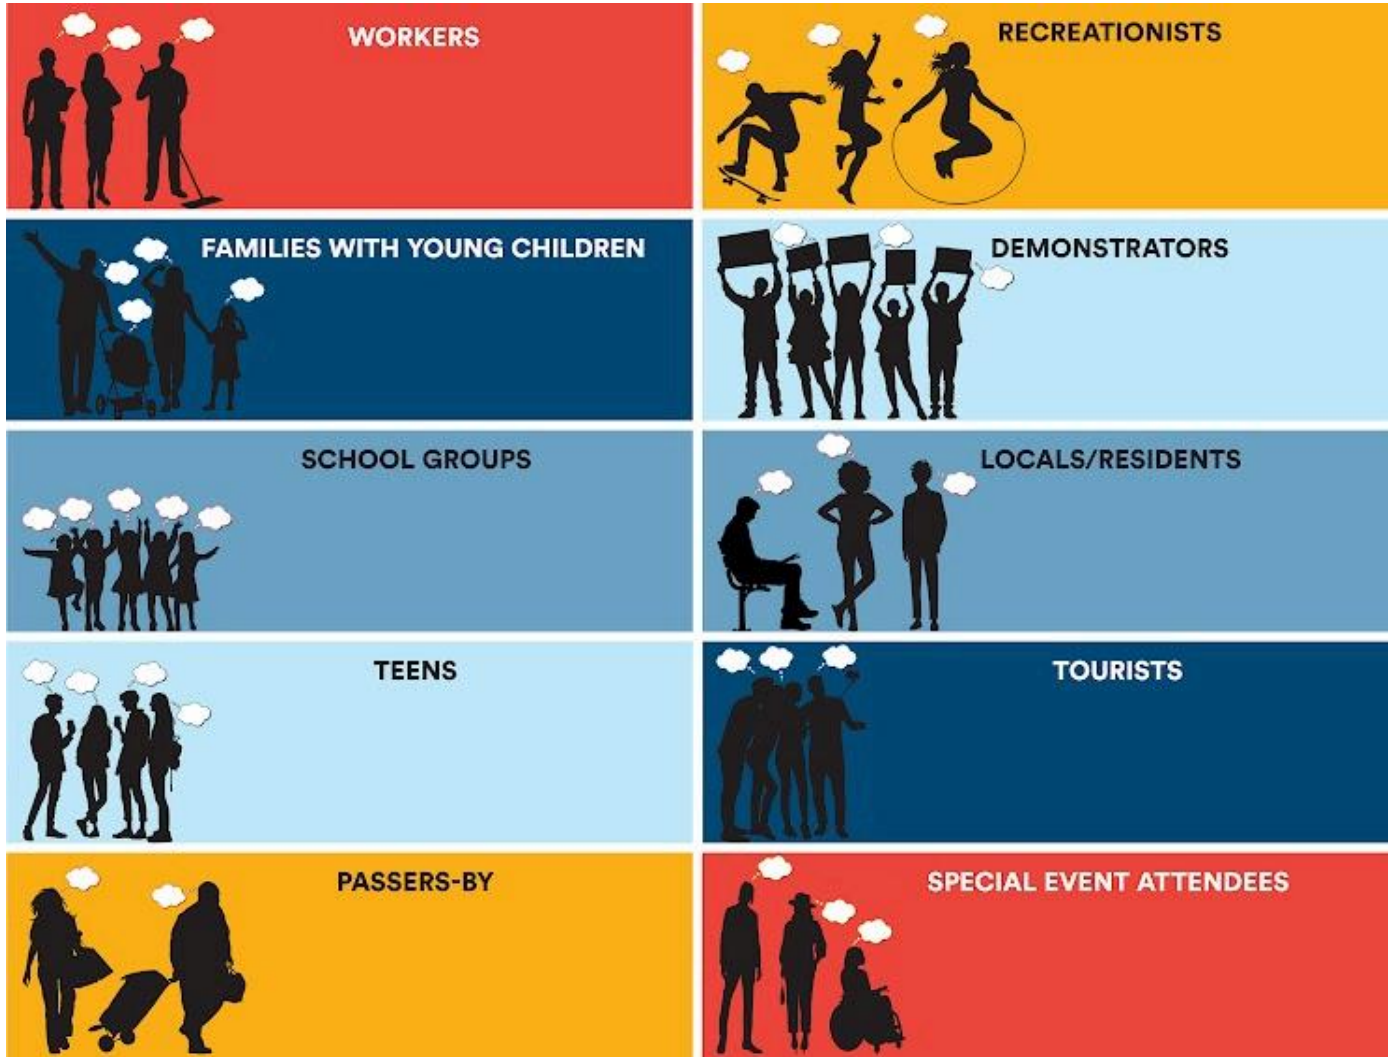 WORKERS
RECREATIONISTS
FAMILIES WITH YOUNG CHILDREN
DEMONSTRATORS
SCHOOL GROUPS
LOCALS/RESIDENTS
TEENS
TOURISTS
PASSERS-BY
SPECIAL EVENT ATTENDEES